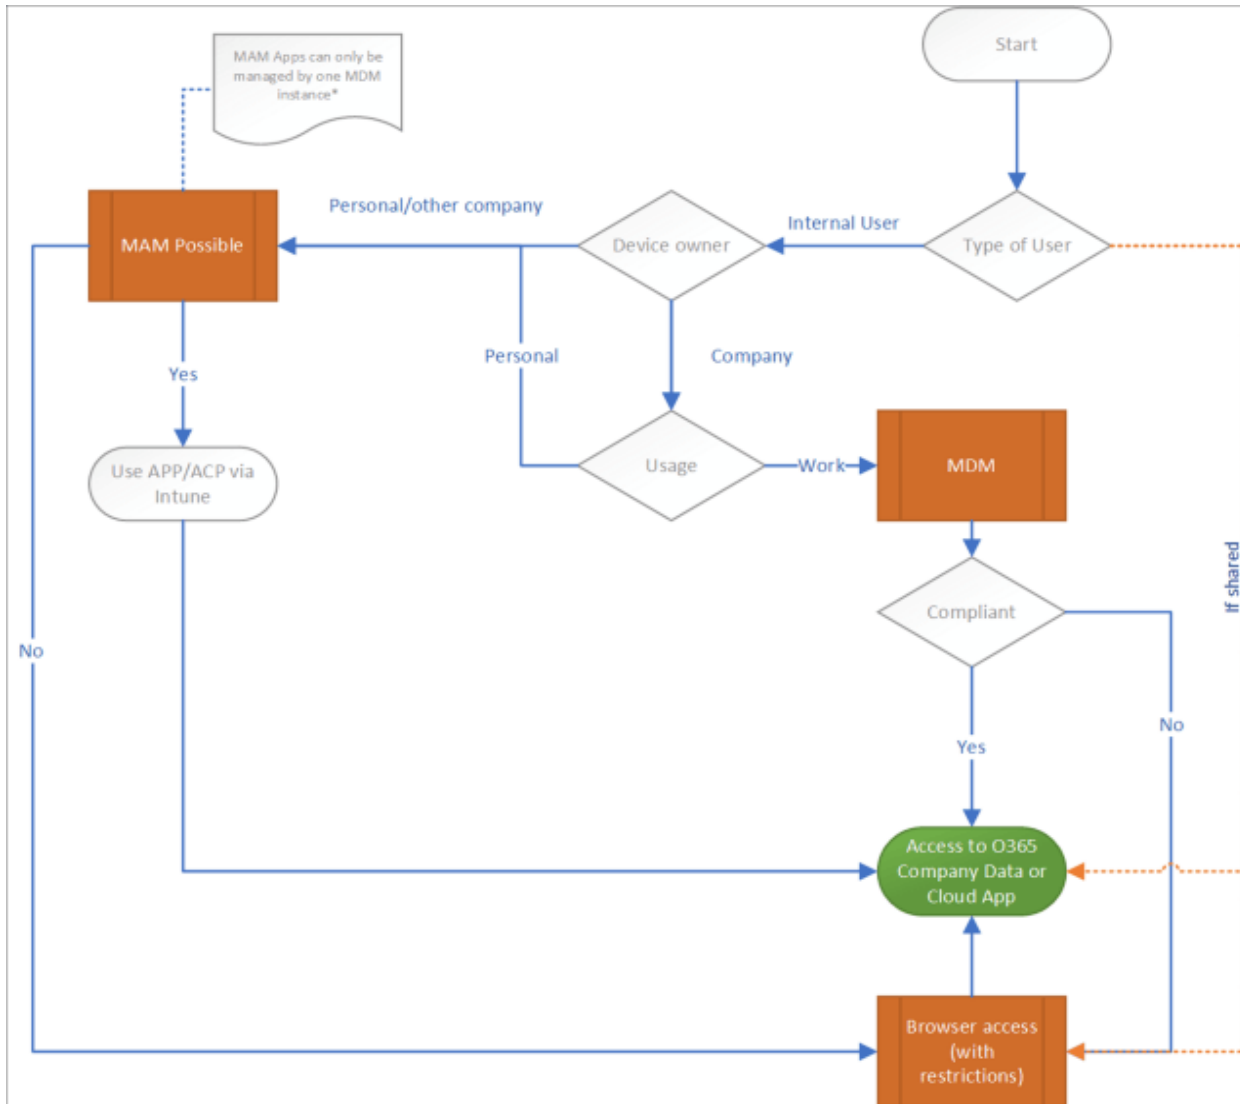 Start
MAM Apps can only be
managed by one MDM
instance*
Personal/other company
Internal User
MAM Possible
Device owner
Type of User
Personal
Company
Yes
Use APP/ACP via
Intune
Usage
Work
MDM
If shared
Compliant
No
No
Yes
Access to O365
Company Data or
Cloud App
Browser access
(with
restrictions)